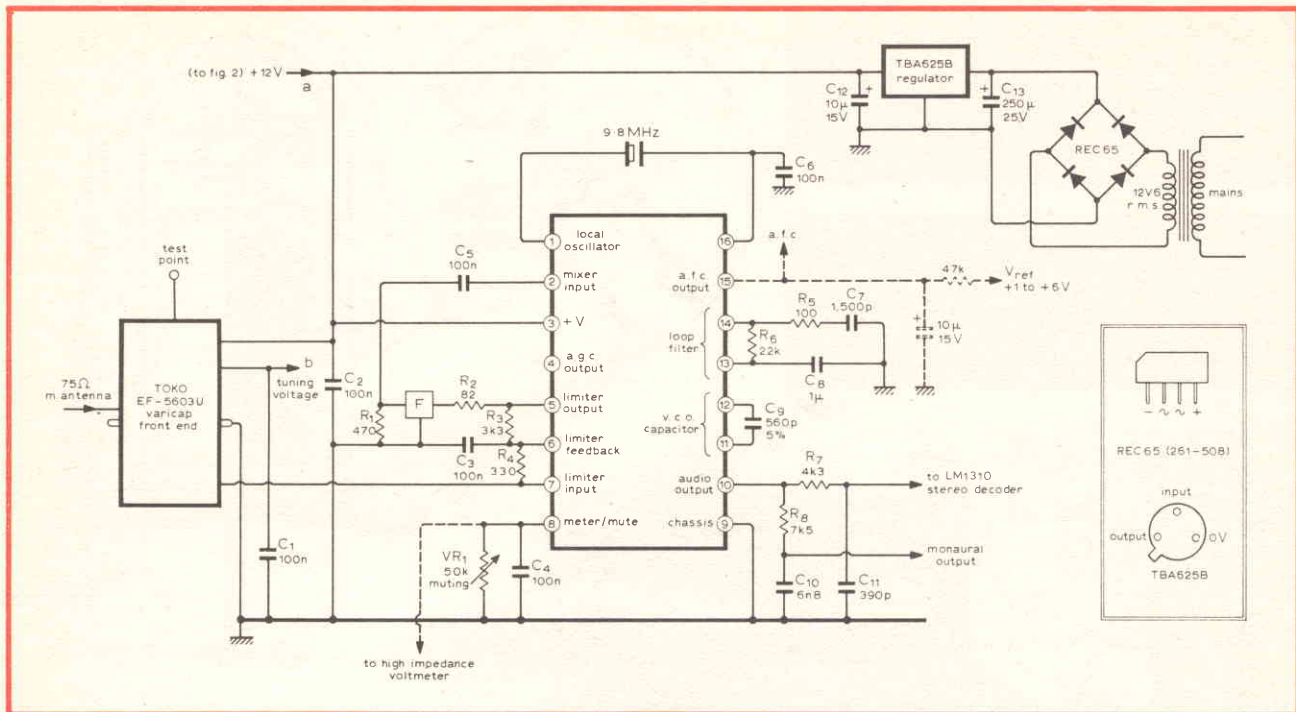 (to fig. 2) +12V
a
TBA625B
regulator
C12
10µ
15V
C13
250µ
25V
REC65
12V6
r.m.s.
mains
9·8MHz
C6
100n
test
point
75Ω
m antenna
TOKO
EF-5603U
varicap
front end
b
tuning
voltage
C1
100n
C2
100n
C5
100n
R1
470
F
R2
82
R3
3k3
C3
100n
R4
330
1
local
oscillator
2
mixer
input
3
+V
4
a.g.c
output
5
limiter
output
6
limiter
feedback
7
limiter
input
8
meter/mute
VR1
50k
muting
C4
100n
to high impedance
voltmeter
16
a.f.c
15
a.f.c
output
47k
Vref
+1 to +6V
10µ
15V
14
13
loop
filter
R5
100
C7
1,500p
R6
22k
C8
1µ
12
11
v.c.o.
capacitor
C9
560p
5%
10
audio
output
R7
4k3
to LM1310
stereo decoder
R8
7k5
9
chassis
monaural
output
C10
6n8
C11
390p
− ∿ ∿ +
REC65 (261-508)
input
output
0V
TBA625B